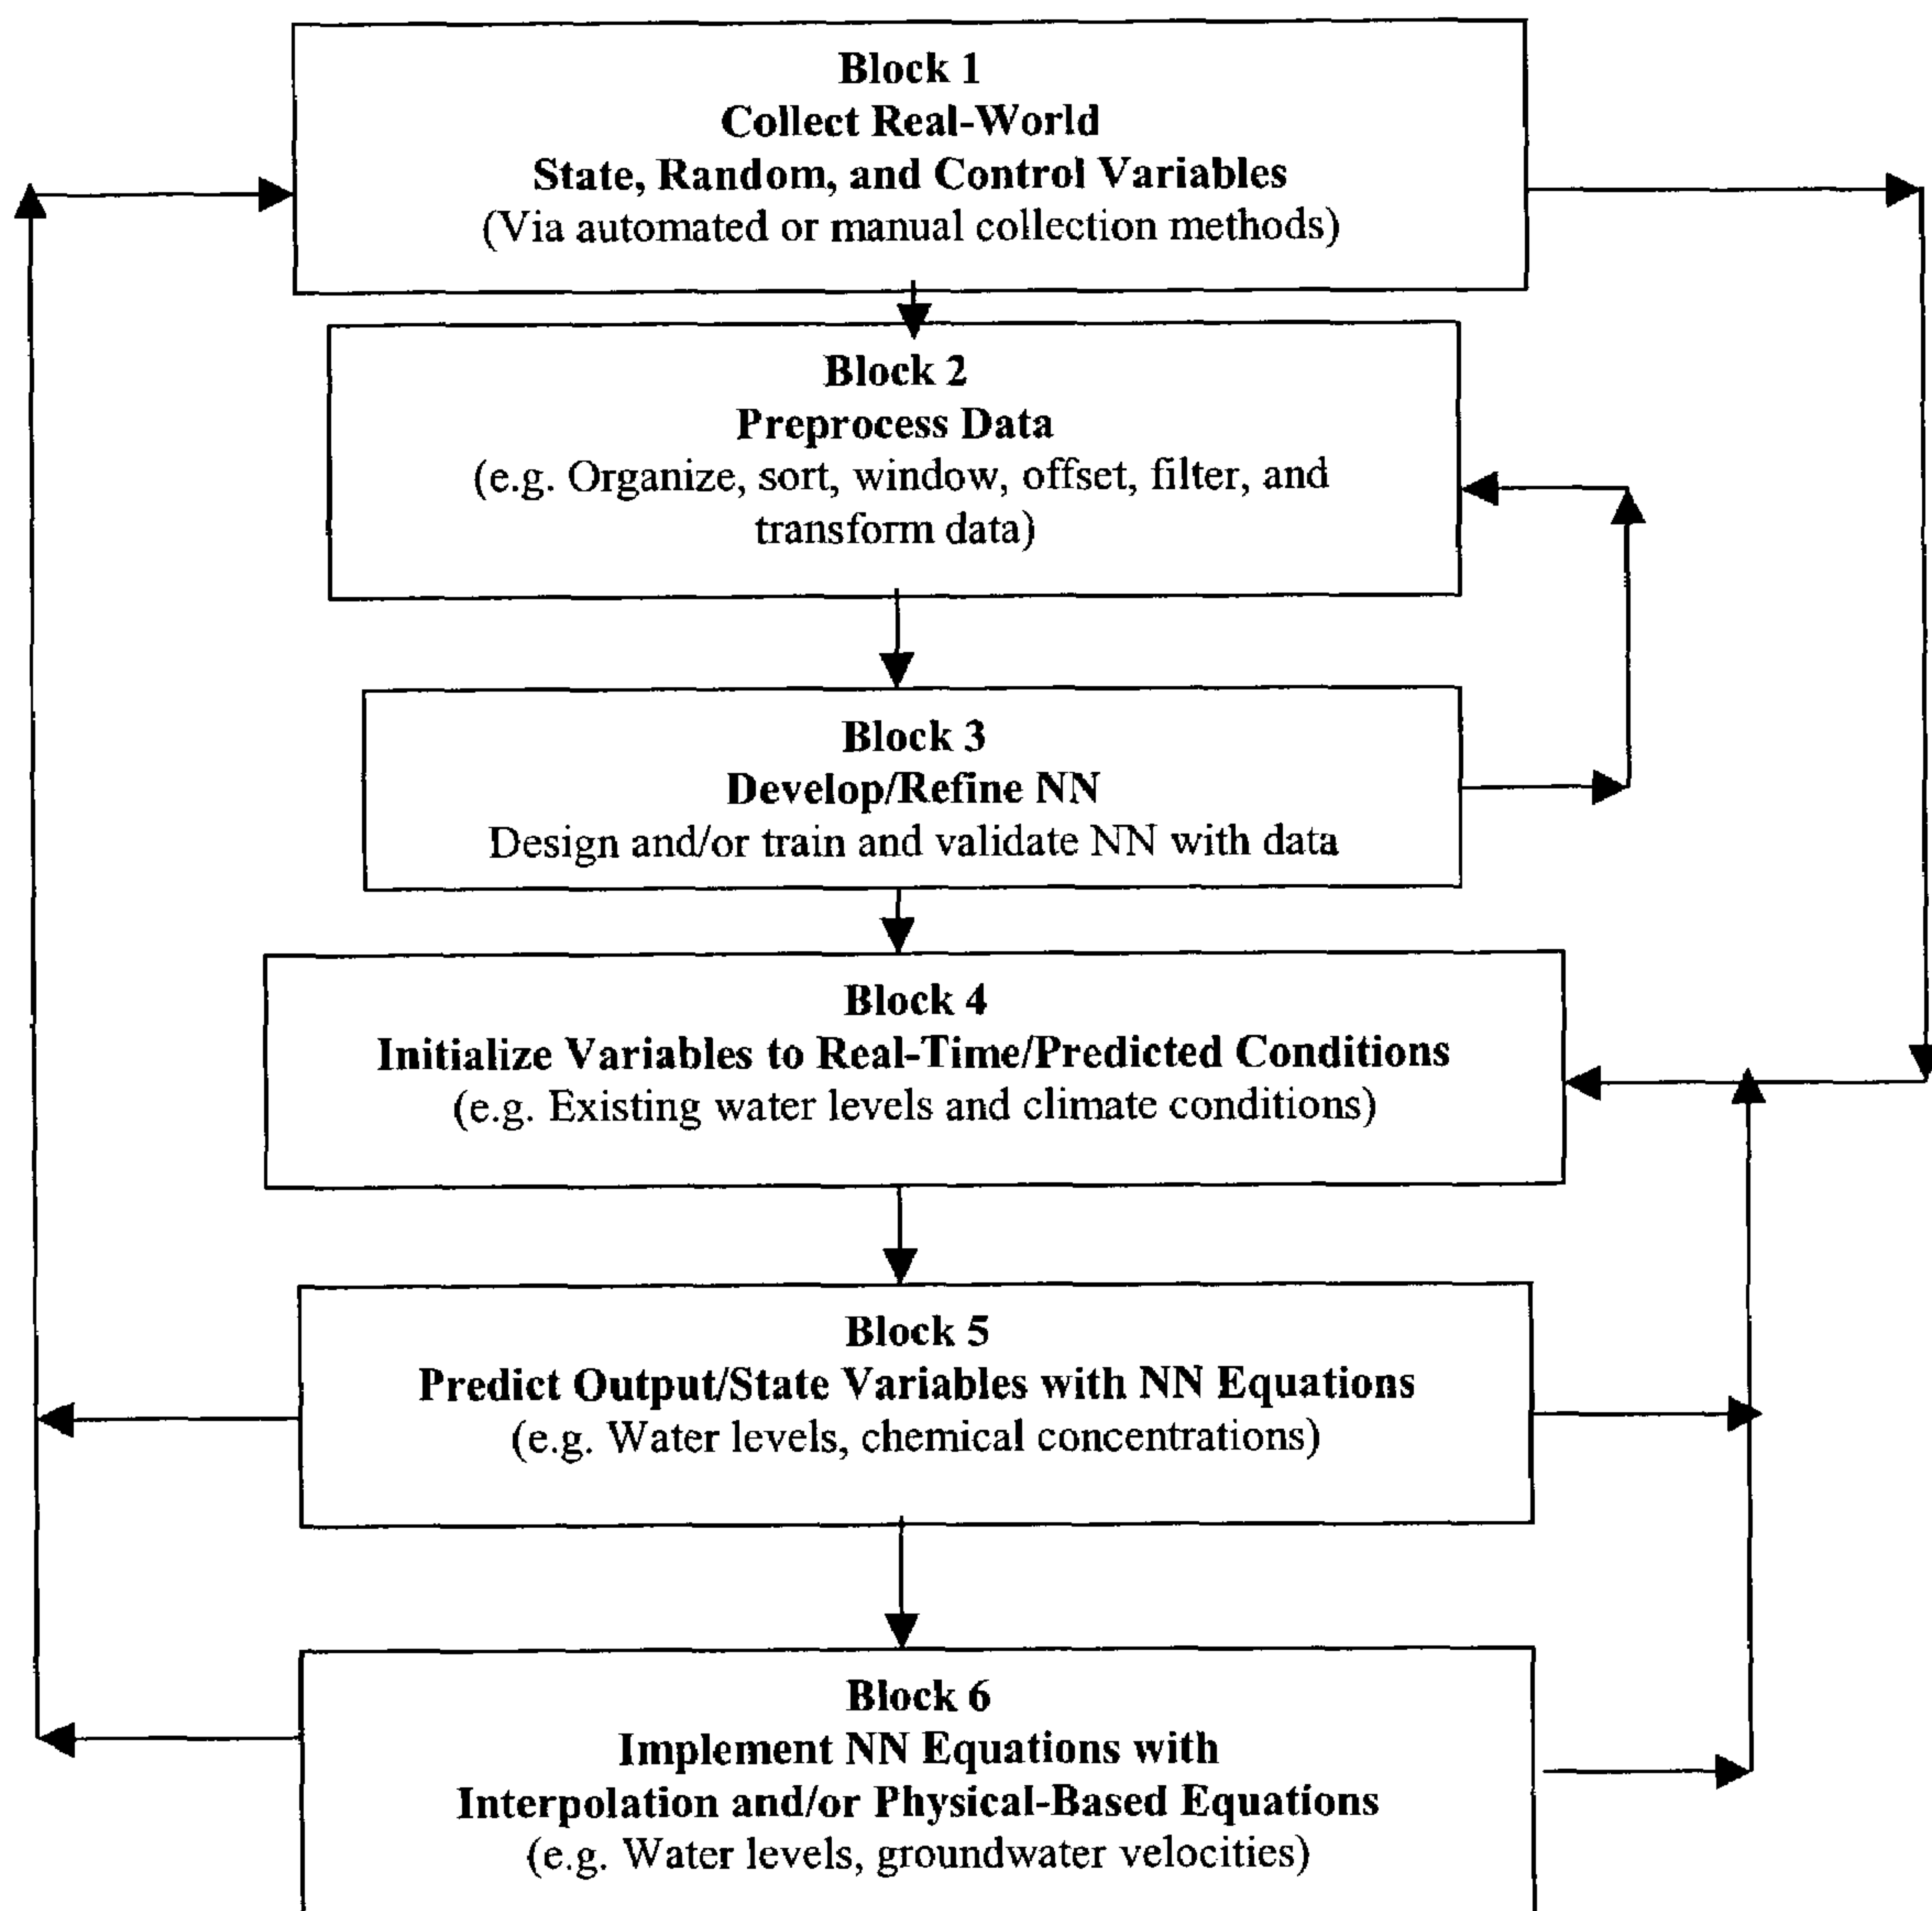 Block 1
Collect Real-World
State, Random, and Control Variables
(Via automated or manual collection methods)
Block 2
Preprocess Data
(e.g. Organize, sort, window, offset, filter, and
transform data)
Block 3
Develop/Refine NN
Design and/or train and validate NN with data
Block 4
Initialize Variables to Real-Time/Predicted Conditions
(e.g. Existing water levels and climate conditions)
Block 5
Predict Output/State Variables with NN Equations
(e.g. Water levels, chemical concentrations)
Block 6
Implement NN Equations with
Interpolation and/or Physical-Based Equations
(e.g. Water levels, groundwater velocities)